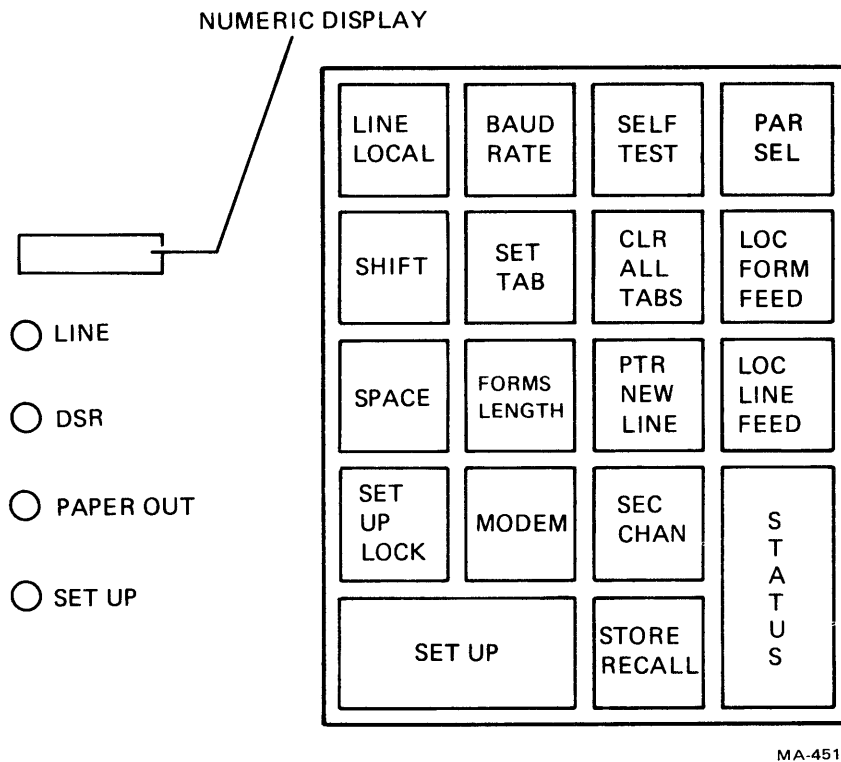 NUMERIC DISPLAY
LINE
LOCAL
BAUD
RATE
SELF
TEST
PAR
SEL
SHIFT
SET
TAB
CLR
ALL
TABS
LOC
FORM
FEED
SPACE
FORMS
LENGTH
PTR
NEW
LINE
LOC
LINE
FEED
SET
UP
LOCK
MODEM
SEC
CHAN
STATUS
SET UP
STORE
RECALL
LINE
DSR
PAPER OUT
SET UP
MA-451